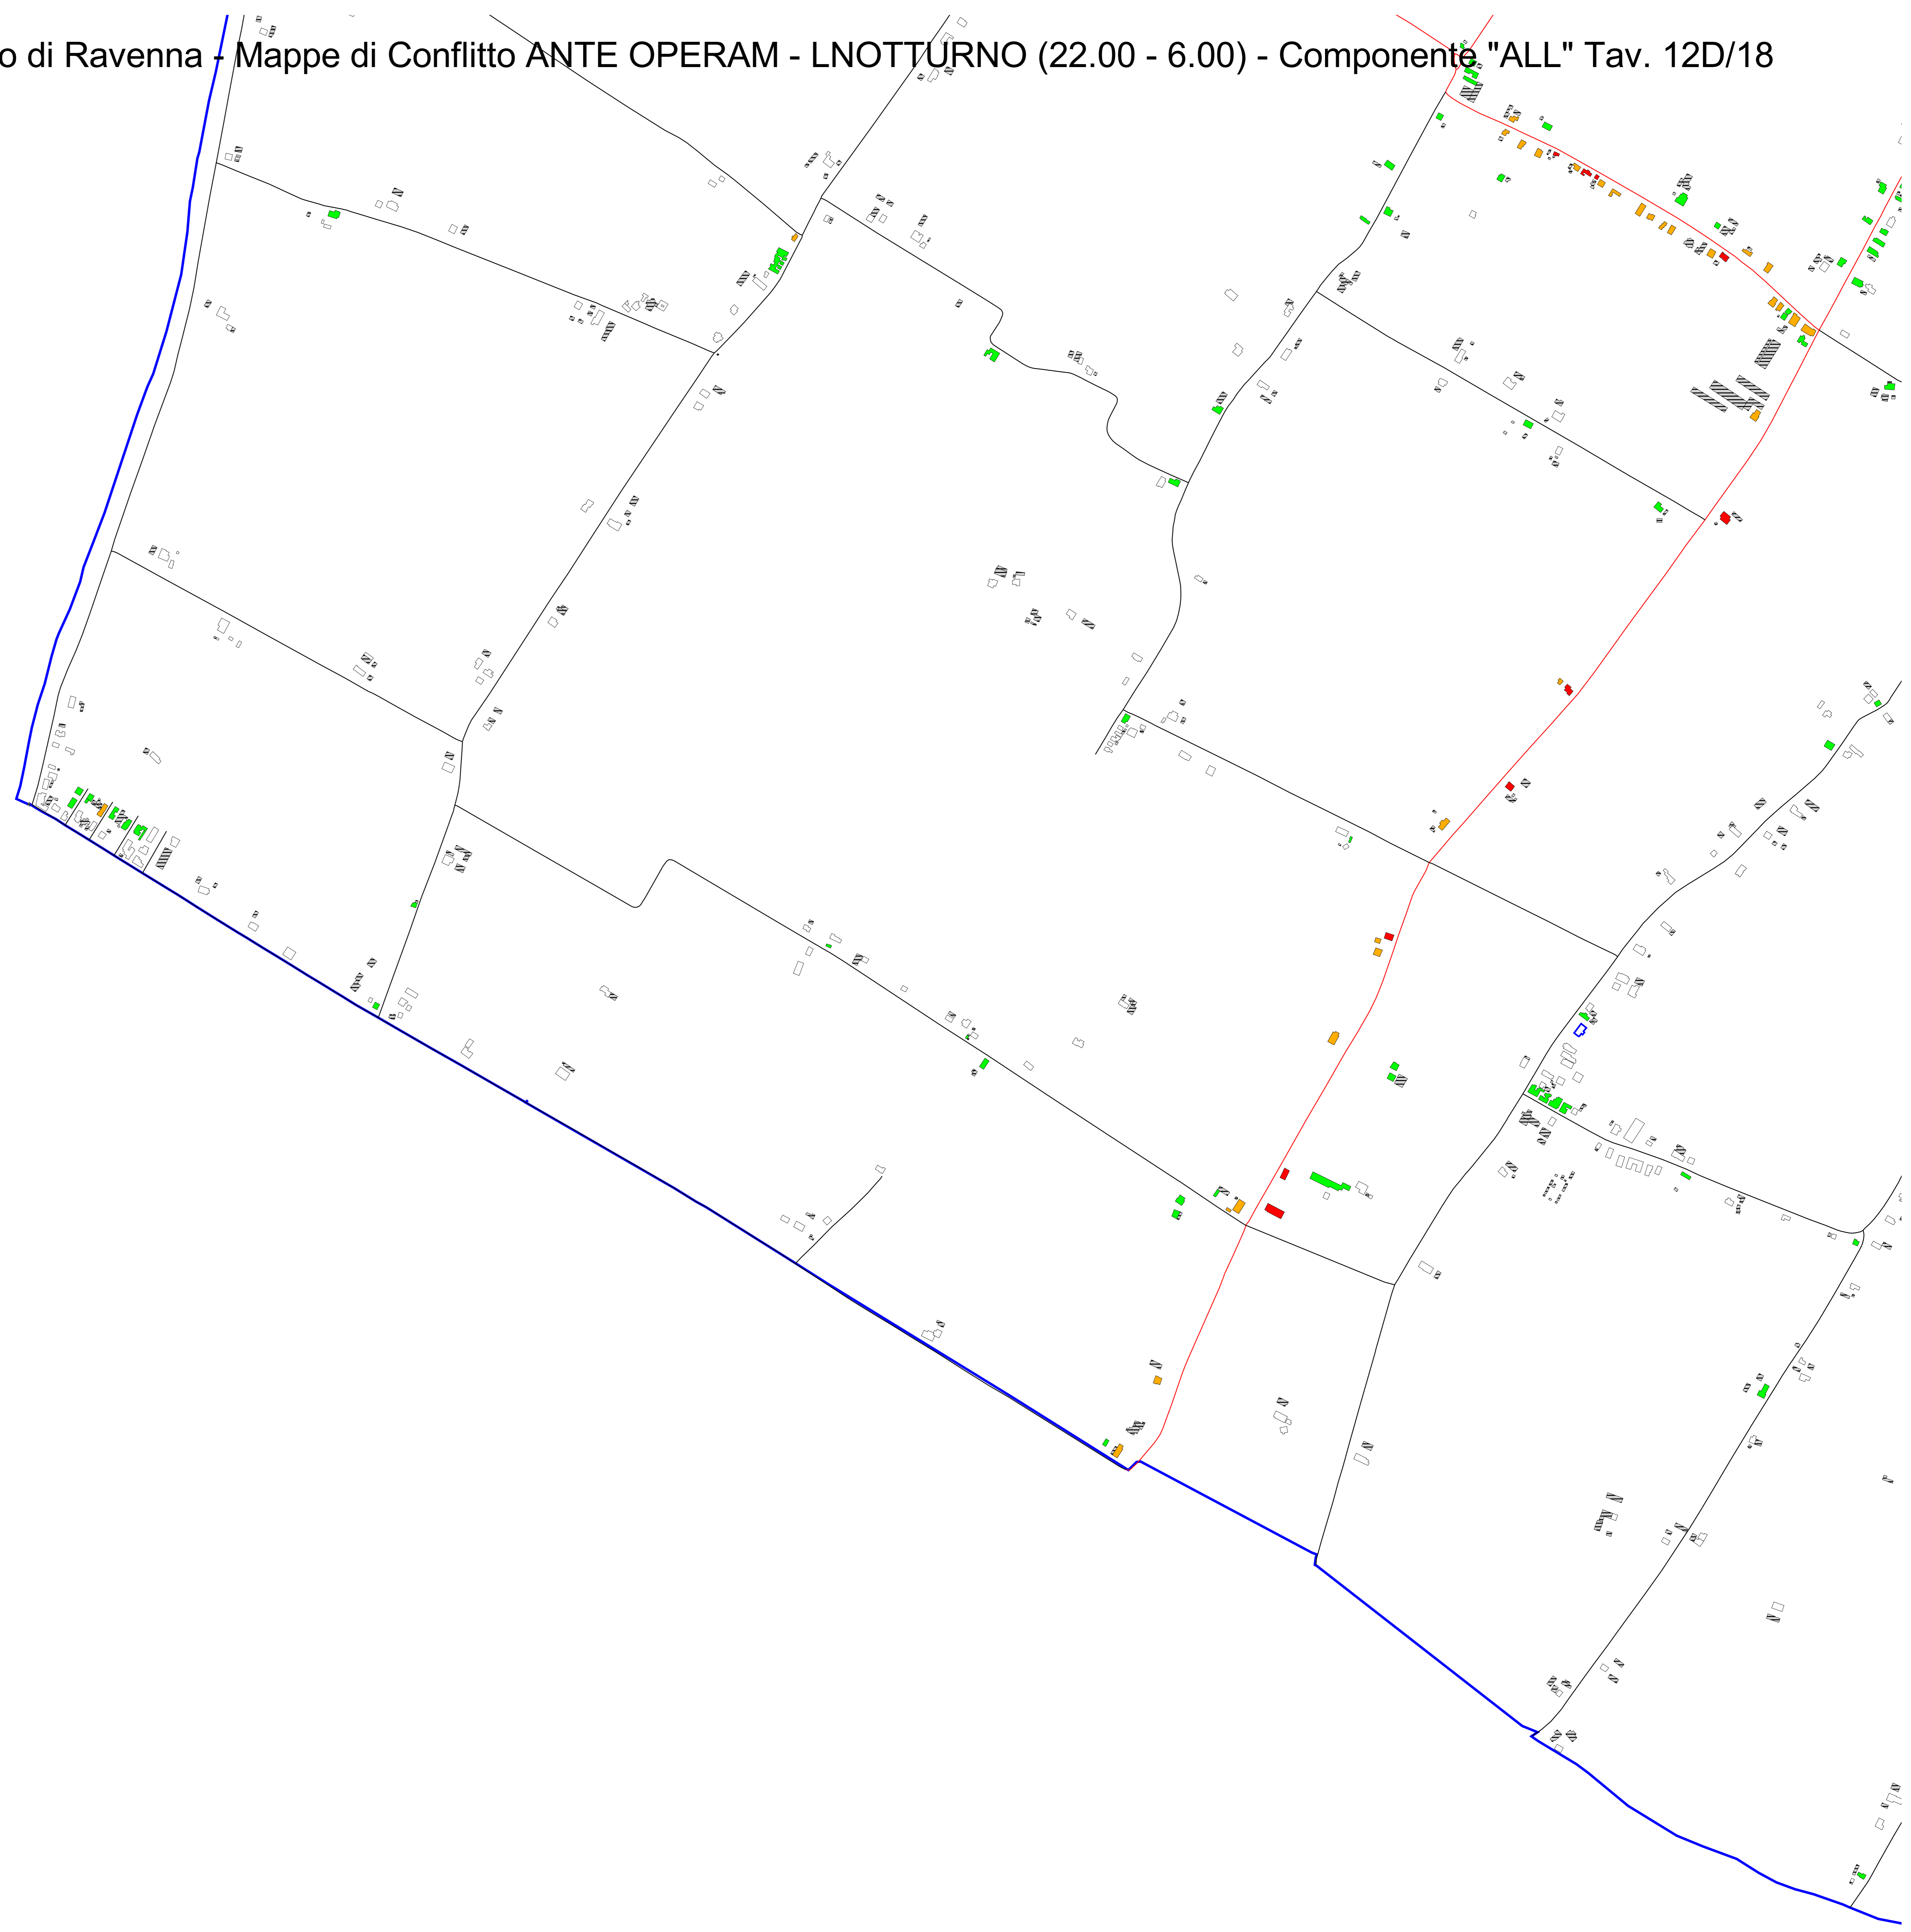 o di Ravenna - Mappe di Conflitto ANTE OPERAM - LNOTTURNO (22.00 - 6.00) - Componente "ALL" Tav. 12D/18